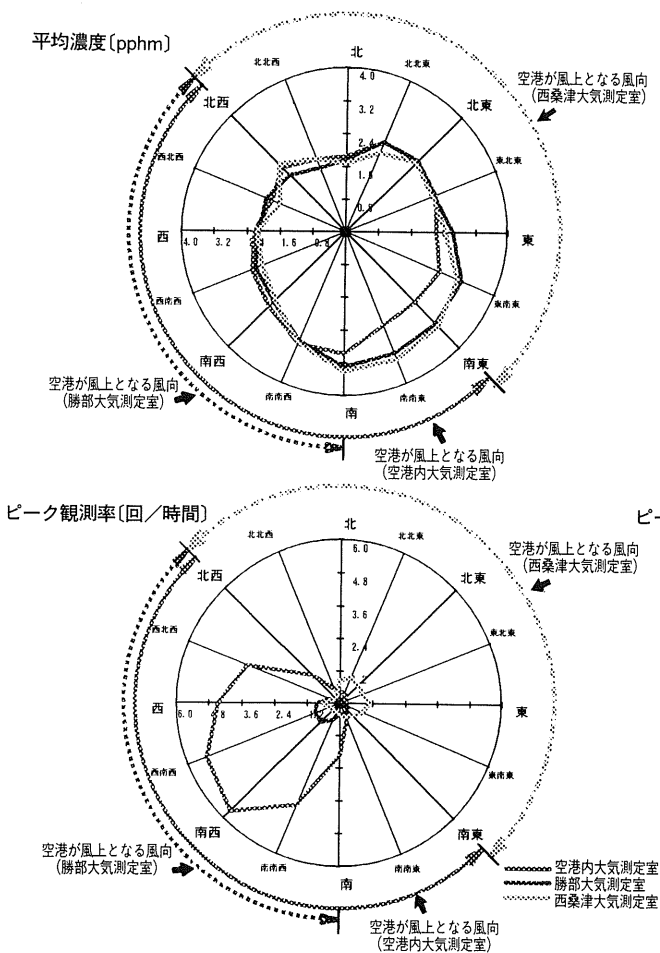 平均濃度〔pphm〕
北
北北西
北北東
4.0
北西
北東
3.2
空港が風上となる風向
(西桑津大気測定室)
2.4
西北西
東北東
1.6
0.8
西
4.0 3.2 1.6 0.8
東
西南西
東南東
南西
南東
空港が風上となる風向
(勝部大気測定室)
南南西
南南東
南
空港が風上となる風向
(空港内大気測定室)
ピーク観測率〔回／時間〕
ピー
北
北北西
北北東
6.0
空港が風上となる風向
(西桑津大気測定室)
北西
北東
4.8
3.6
西北西
東北東
2.4
西
6.0 8 3.6 2.4
東
西南西
東南東
南西
南東
空港が風上となる風向
(勝部大気測定室)
南南西
南南東
南
空港内大気測定室
勝部大気測定室
西桑津大気測定室
空港が風上となる風向
(空港内大気測定室)